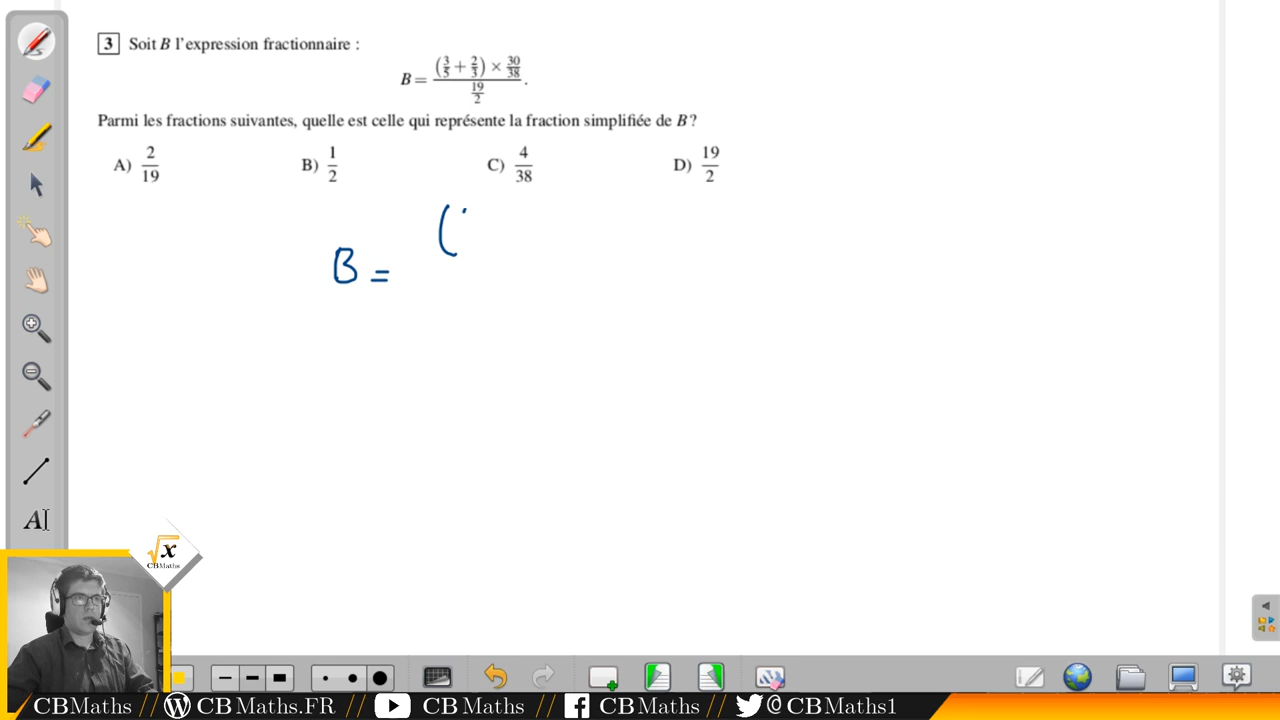 3 Soit B l'expression fractionnaire :
B = ((3/5 + 2/3) × 30/38) / (19/2).
Parmi les fractions suivantes, quelle est celle qui représente la fraction simplifiée de B ?
A) 2/19 B) 1/2 C) 4/38 D) 19/2
(
B =
AI
√x
CBMaths
CBMaths CBMaths.FR CBMaths CBMaths @CBMaths1